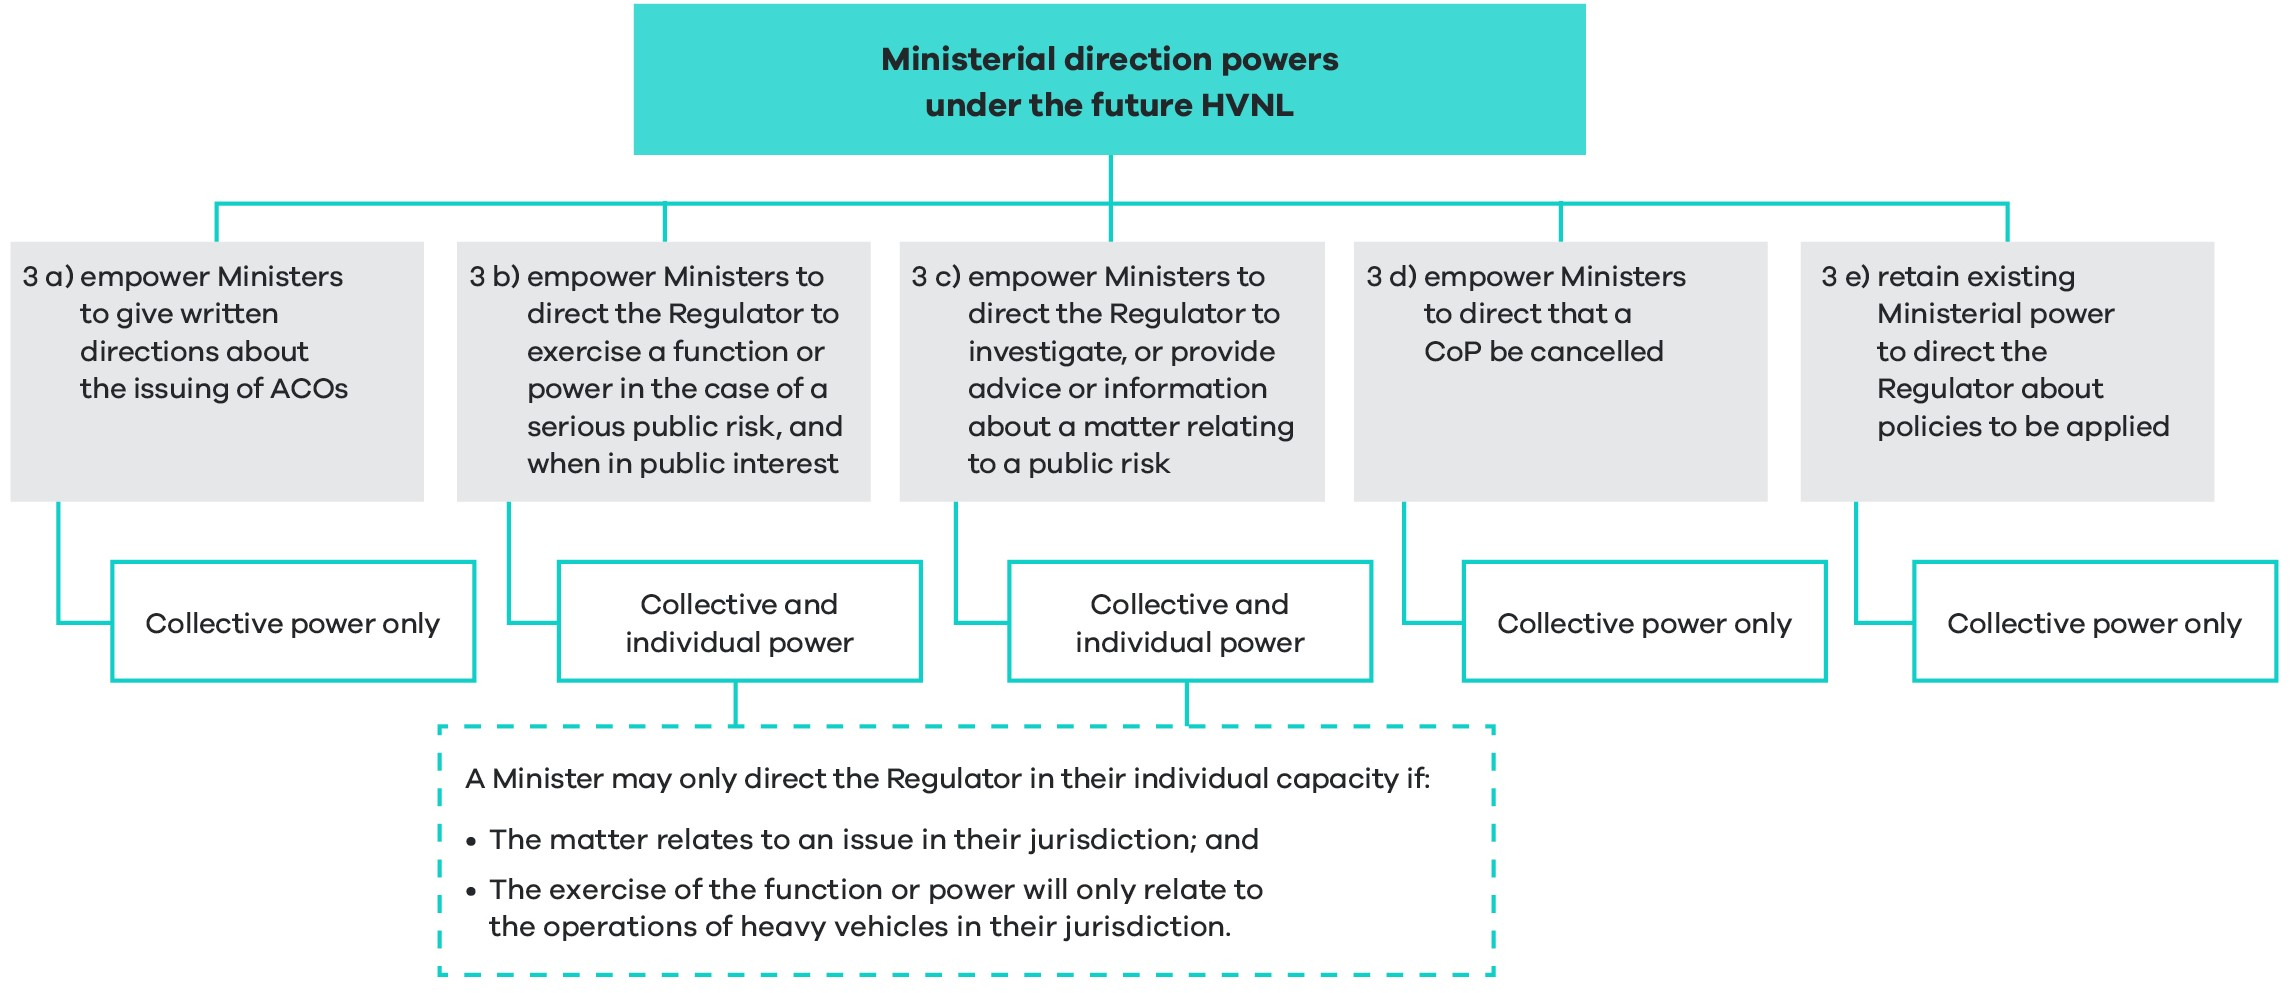 Ministerial direction powers
under the future HVNL
3 a) empower Ministers
to give written
directions about
the issuing of ACOs
3 b) empower Ministers to
direct the Regulator to
exercise a function or
power in the case of a
serious public risk, and
when in public interest
3 c) empower Ministers to
direct the Regulator to
investigate, or provide
advice or information
about a matter relating
to a public risk
3 d) empower Ministers
to direct that a
CoP be cancelled
3 e) retain existing
Ministerial power
to direct the
Regulator about
policies to be applied
Collective power only
Collective and
individual power
Collective and
individual power
Collective power only
Collective power only
A Minister may only direct the Regulator in their individual capacity if:
• The matter relates to an issue in their jurisdiction; and
• The exercise of the function or power will only relate to
the operations of heavy vehicles in their jurisdiction.